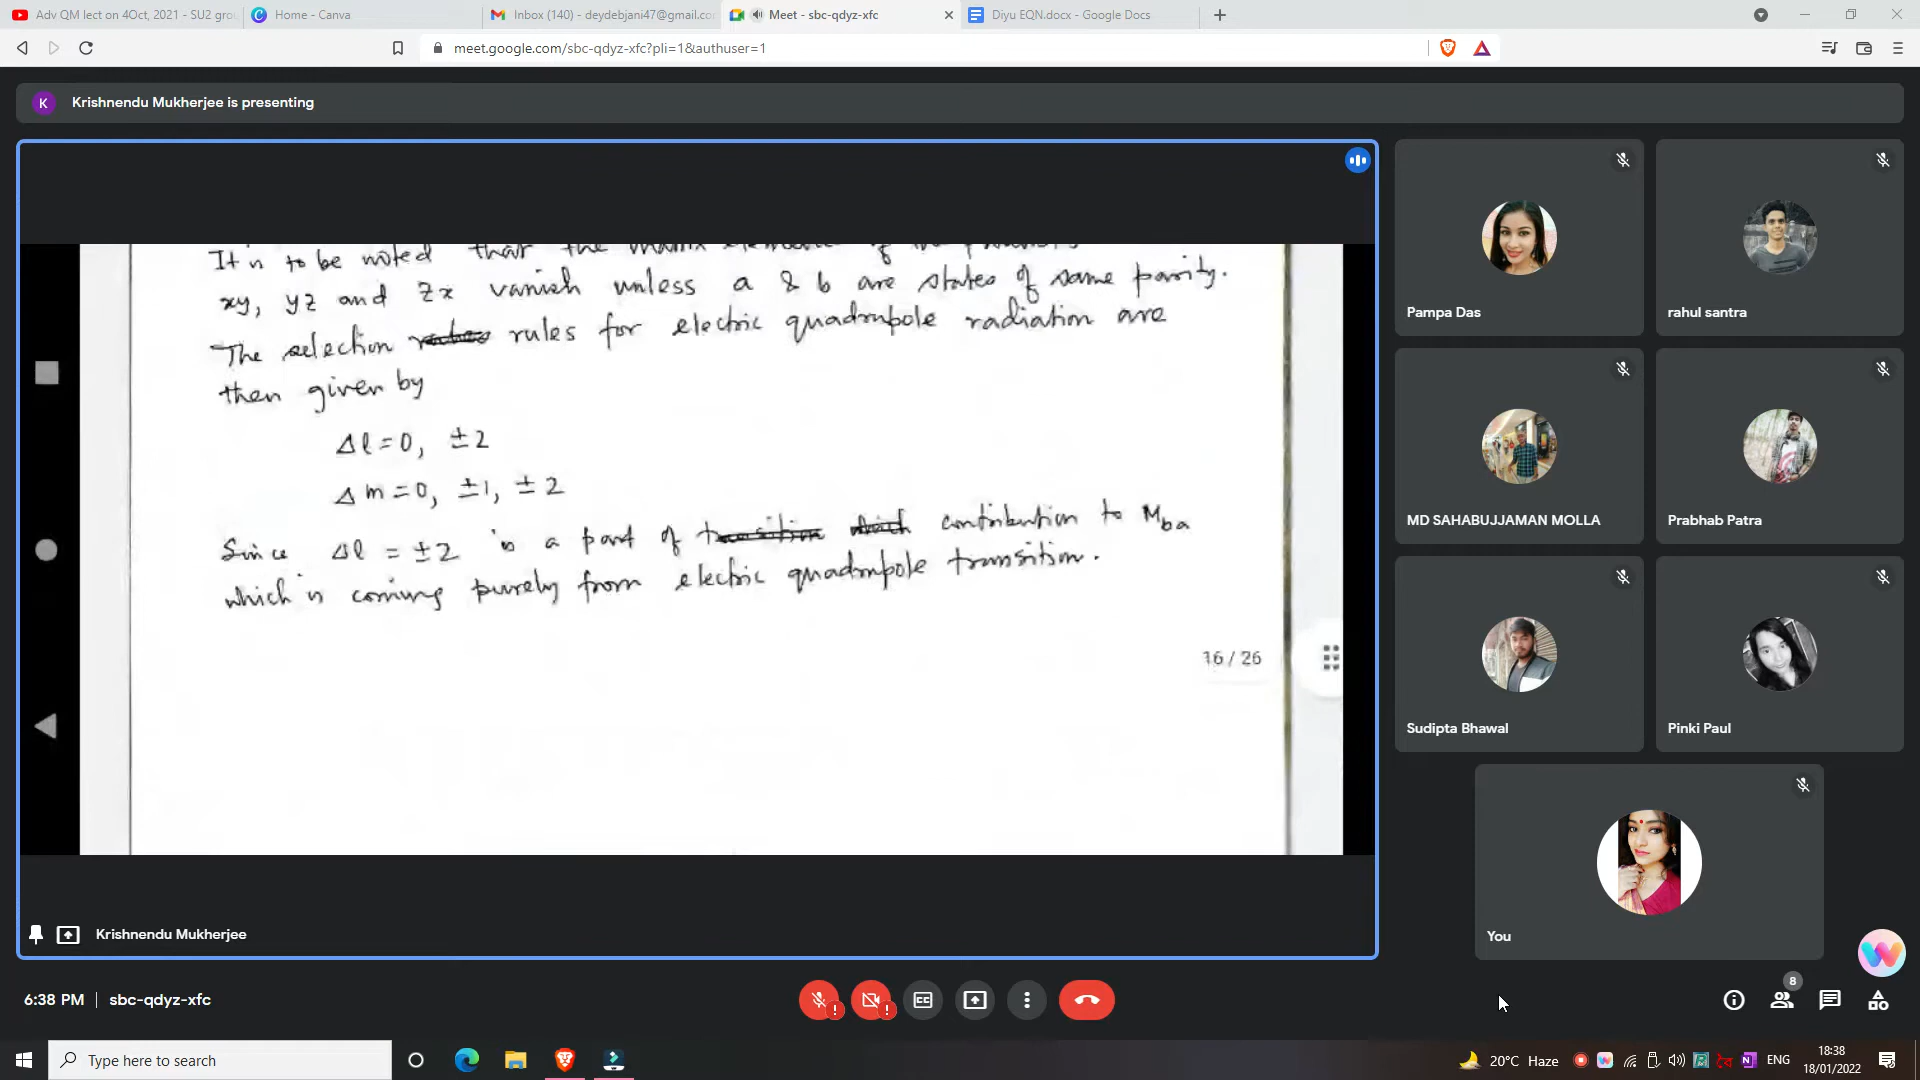 Adv QM lect on 4Oct, 2021 - SU2 gro
Home - Canva
Inbox (140) - deydebjani47@gmail.co
Meet - sbc-qdyz-xfc
Diyu EQN.docx - Google Docs
meet.google.com/sbc-qdyz-xfc?pli=1&authuser=1
K
Krishnendu Mukherjee is presenting
It is to be noted that the matrix elements of the
xy, yz and zx vanish unless a & b are states of same parity.
The selection rules for electric quadrupole radiation are
then given by
Δl = 0, ±2
Δm = 0, ±1, ±2
Since Δl = ±2 is a part of contribution to Mba
which is coming purely from electric quadrupole transition.
16 / 26
Krishnendu Mukherjee
Pampa Das
rahul santra
MD SAHABUJJAMAN MOLLA
Prabhab Patra
Sudipta Bhawal
Pinki Paul
You
6:38 PM | sbc-qdyz-xfc
8
Type here to search
20°C Haze
ENG
18:38
18/01/2022